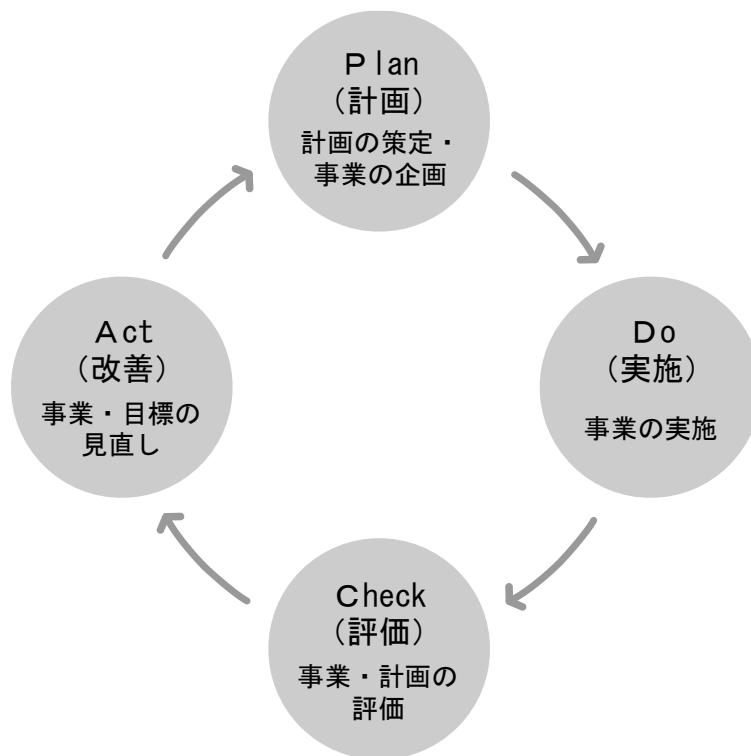 Plan
（計画）
計画の策定・
事業の企画
Do
（実施）
事業の実施
Check
（評価）
事業・計画の
評価
Act
（改善）
事業・目標の
見直し